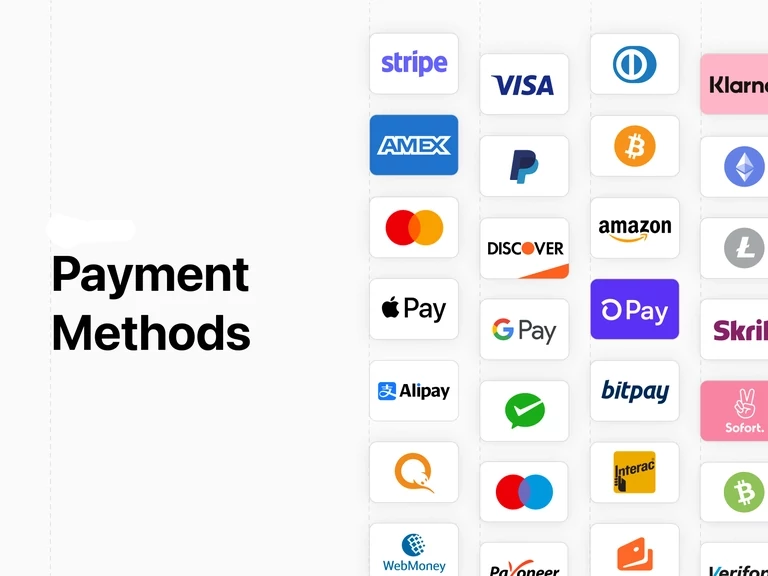 Payment
Methods
stripe
AMEX
Pay
Alipay
WebMoney
VISA
DISCOVER
G Pay
Payoneer
amazon
Pay
bitpay
Interac
Klarna
Skril
Sofort.
Verifon